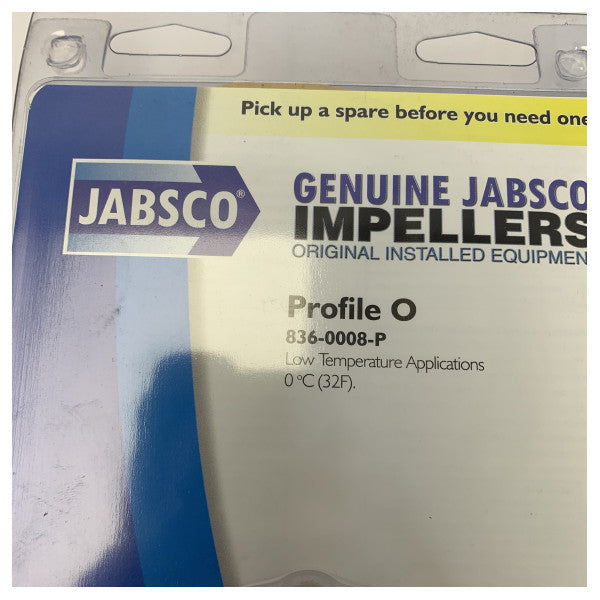 Pick up a spare before you need one
JABSCO®
GENUINE JABSCO
IMPELLERS
ORIGINAL INSTALLED EQUIPMEN
Profile O
836-0008-P
Low Temperature Applications
0 °C (32F).